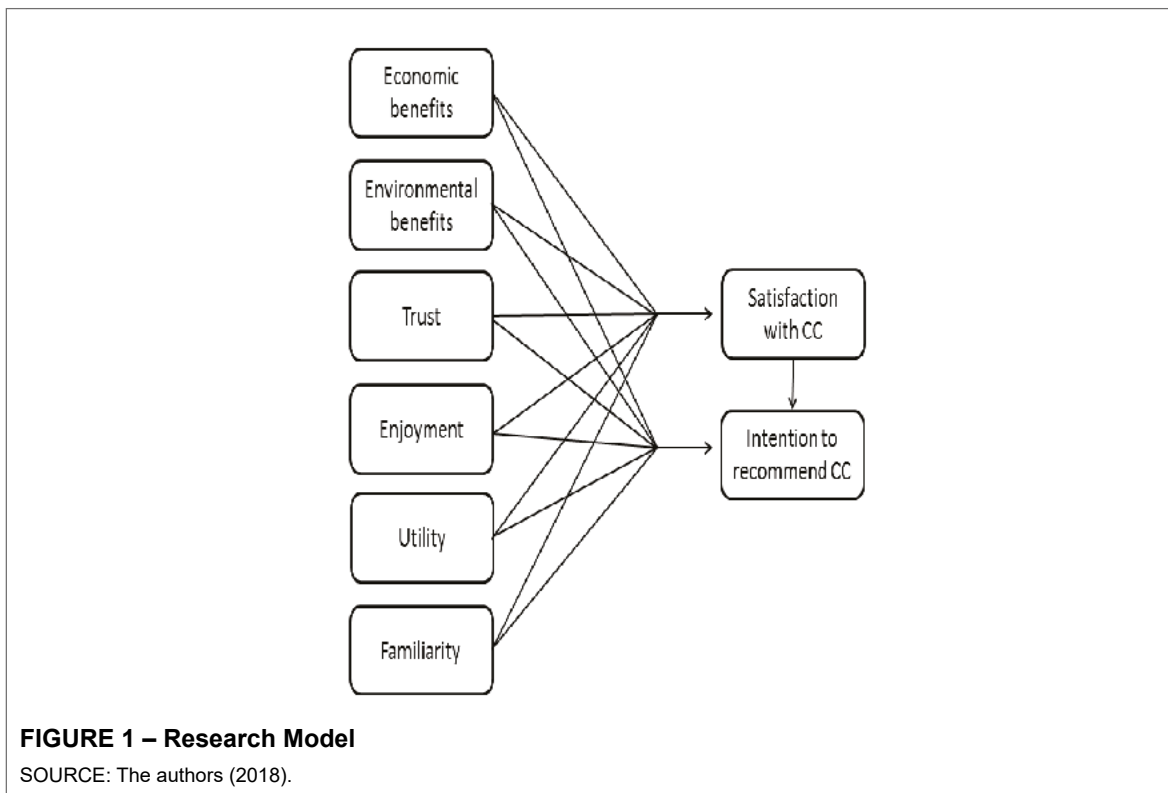 Economic
benefits
Environmental
benefits
Trust
Enjoyment
Utility
Familiarity
Satisfaction
with CC
Intention to
recommend CC
FIGURE 1 – Research Model
SOURCE: The authors (2018).